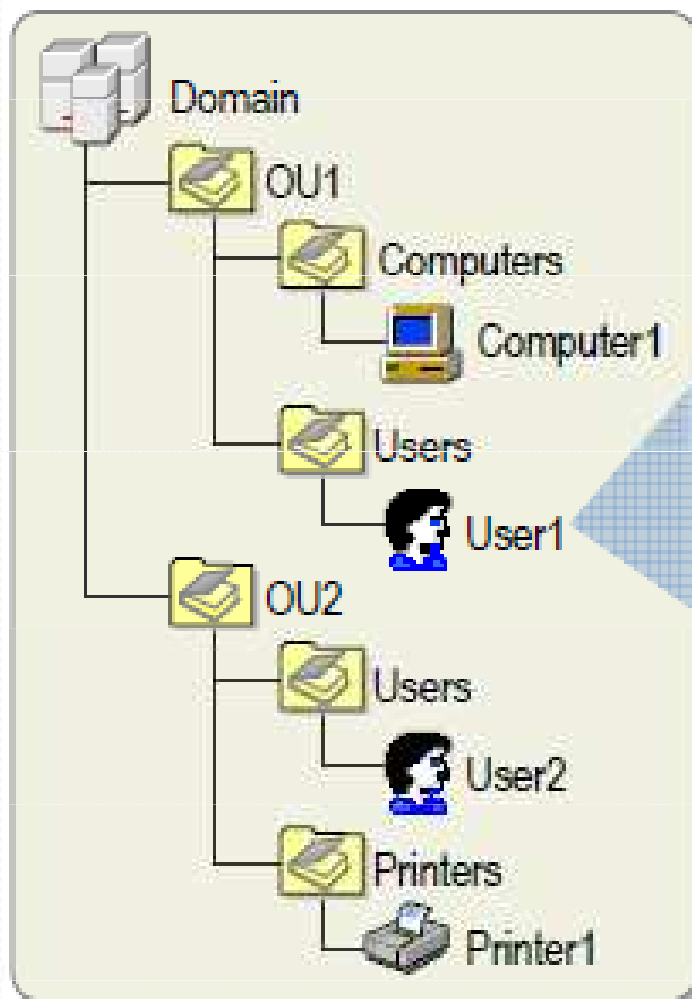 Domain
OU1
Computers
Computer1
Users
User1
OU2
Users
User2
Printers
Printer1